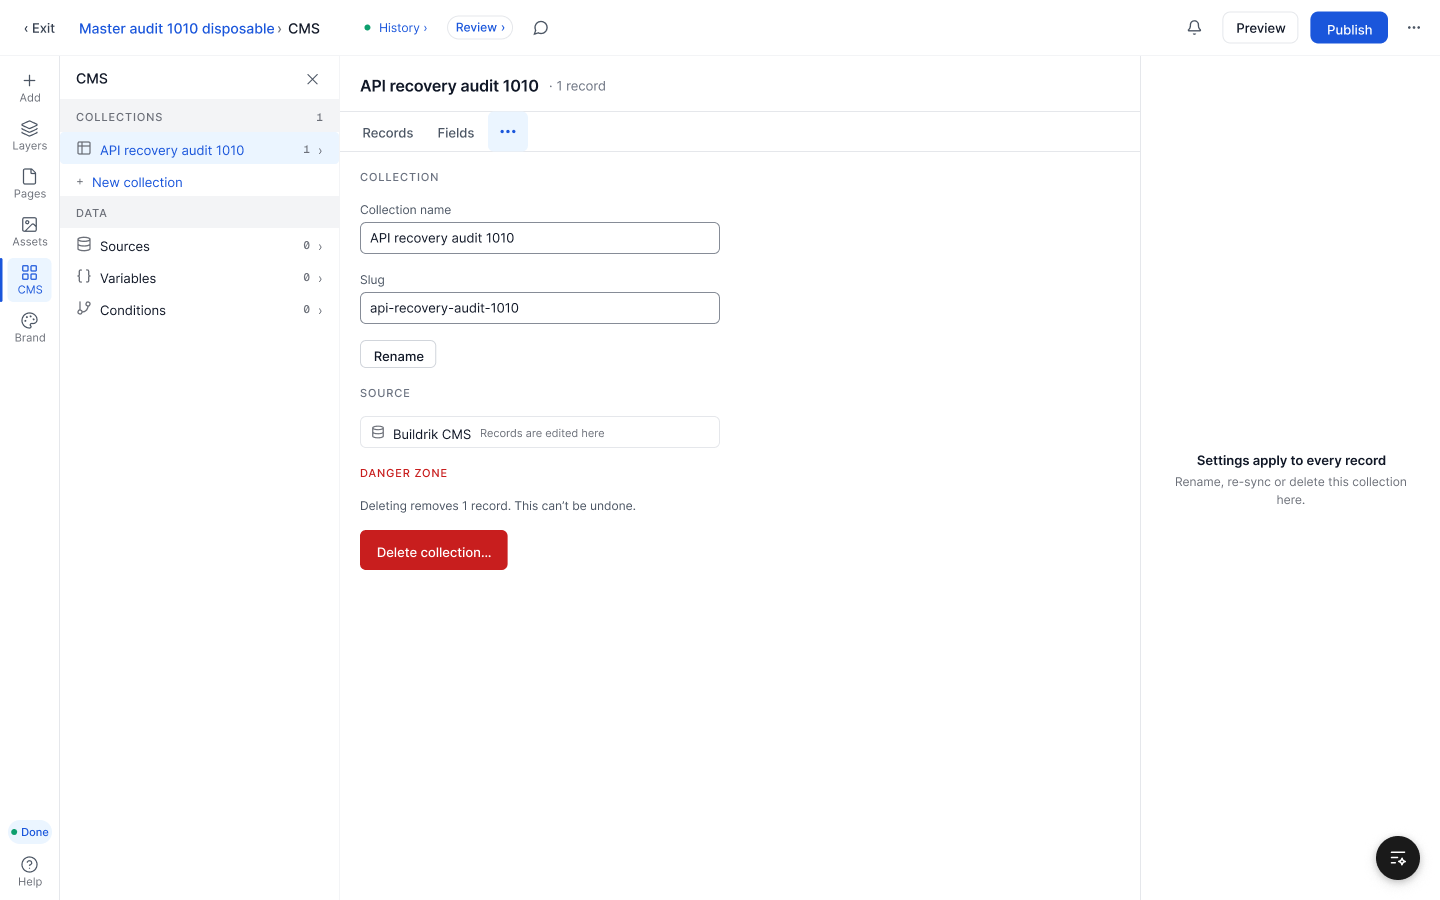 ‹ Exit
Master audit 1010 disposable › CMS
History ›
Review ›
Preview
Publish
Add
Layers
Pages
Assets
CMS
Brand
Done
Help
CMS
COLLECTIONS 1
API recovery audit 1010 1 ›
+ New collection
DATA
Sources 0 ›
Variables 0 ›
Conditions 0 ›
API recovery audit 1010 · 1 record
Records Fields
COLLECTION
Collection name
API recovery audit 1010
Slug
api-recovery-audit-1010
Rename
SOURCE
Buildrik CMS Records are edited here
DANGER ZONE
Deleting removes 1 record. This can’t be undone.
Delete collection...
Settings apply to every record
Rename, re-sync or delete this collection
here.